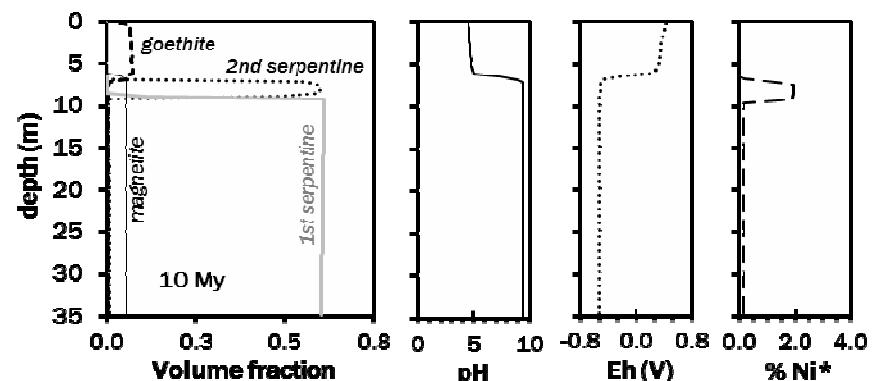 0
5
10
15
20
25
30
35
depth (m)
goethite
2nd serpentine
magnetite
1st serpentine
10 My
0.0 0.3 0.5 0.8
Volume fraction
0 5 10
pH
-0.8 0.0 0.8
Eh (V)
0.0 2.0 4.0
% Ni*